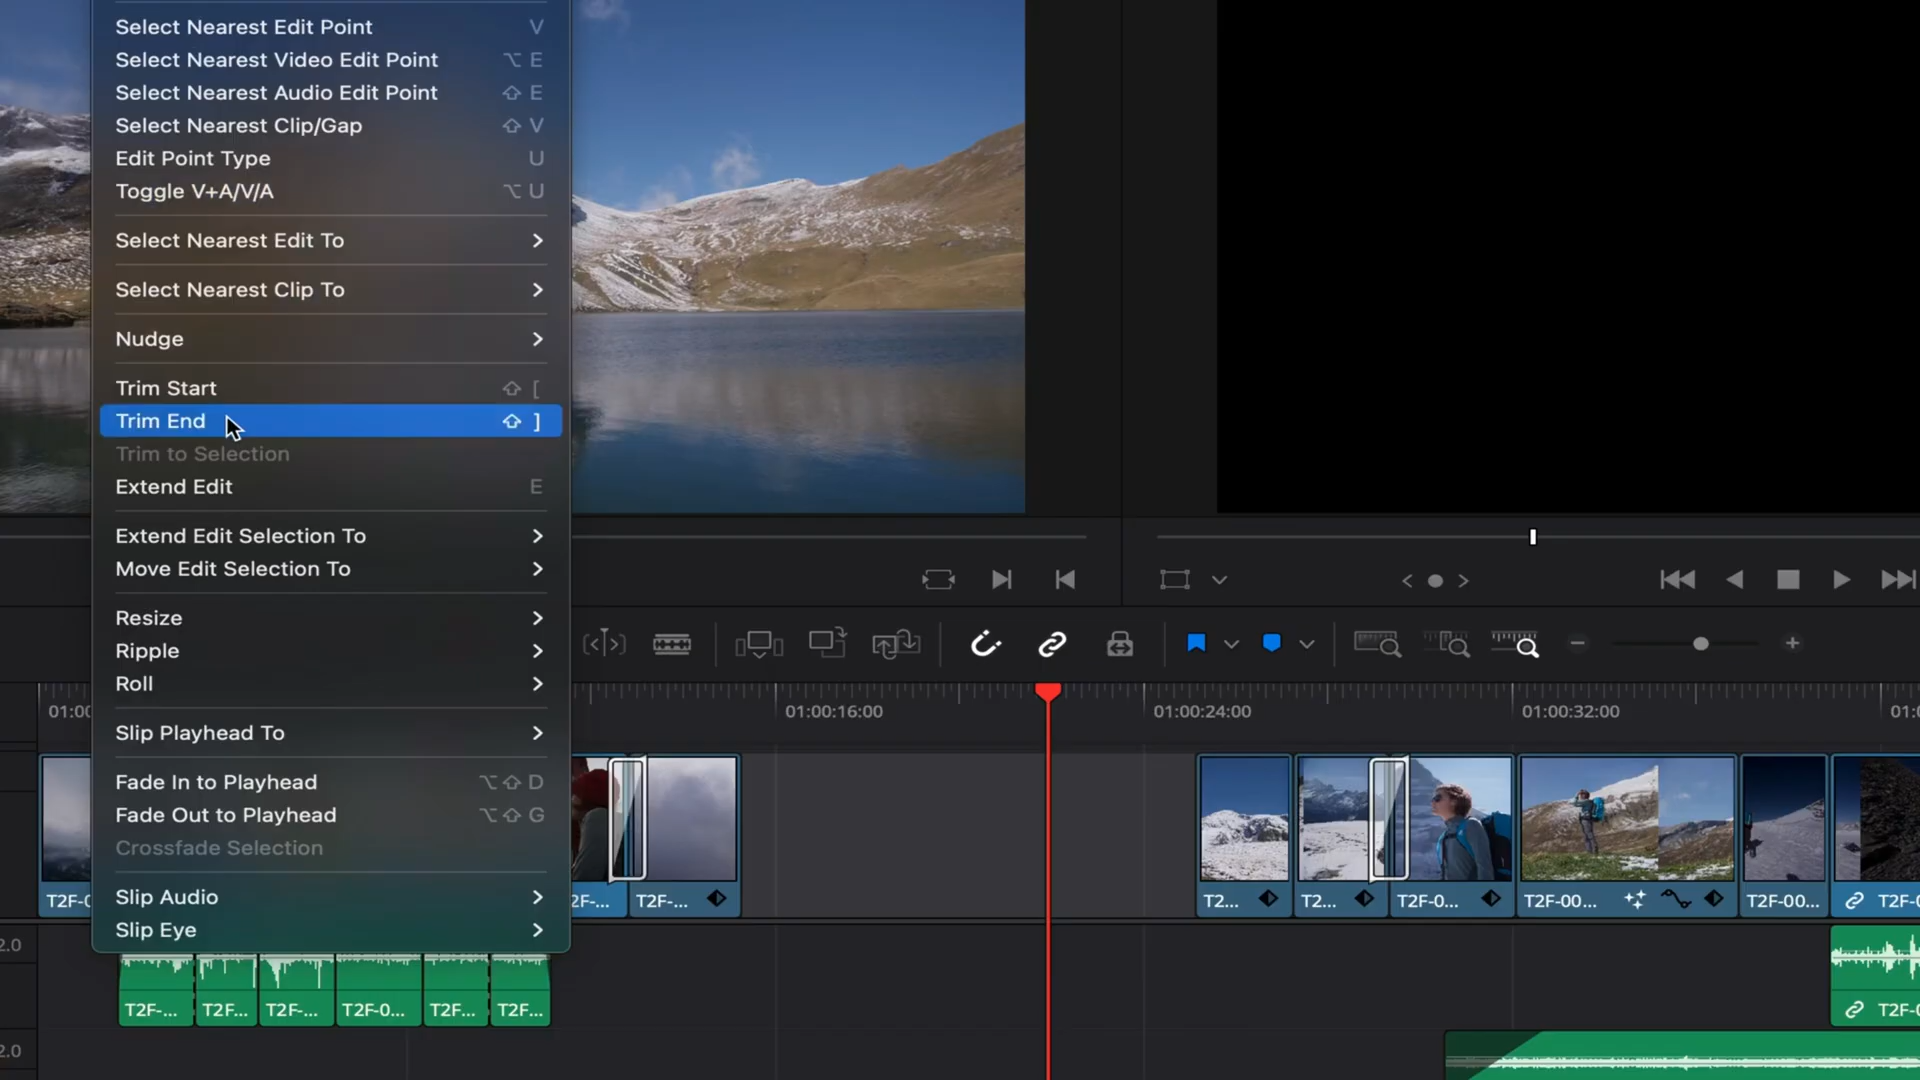 Select Nearest Edit Point V
Select Nearest Video Edit Point ⌥ E
Select Nearest Audio Edit Point ⇧ E
Select Nearest Clip/Gap ⇧ V
Edit Point Type U
Toggle V+A/V/A ⌥ U
Select Nearest Edit To
Select Nearest Clip To
Nudge
Trim Start ⇧ [
Trim End ⇧ ]
Trim to Selection
Extend Edit E
Extend Edit Selection To
Move Edit Selection To
Resize
Ripple
Roll
Slip Playhead To
Fade In to Playhead ⌥⇧ D
Fade Out to Playhead ⌥⇧ G
Crossfade Selection
Slip Audio
Slip Eye
01:00:16:00 01:00:24:00 01:00:32:00
T2F-... T2... T2... T2F-0... T2F-00... T2F-00...
T2F-... T2F... T2F-... T2F-0... T2F... T2F...